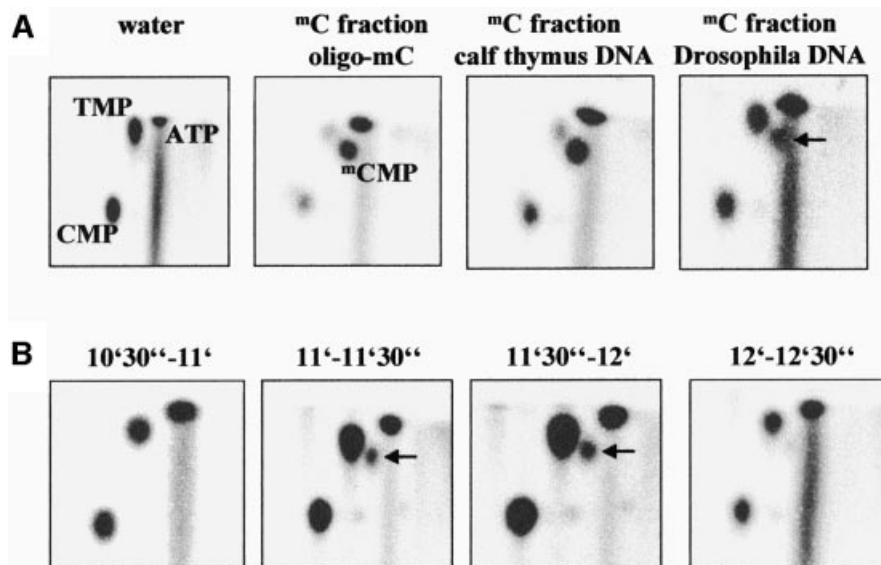 A
water
mC fraction
oligo-mC
mC fraction
calf thymus DNA
mC fraction
Drosophila DNA
TMP
ATP
CMP
mCMP
B
10‘30“-11‘
11‘-11‘30“
11‘30“-12‘
12‘-12‘30“